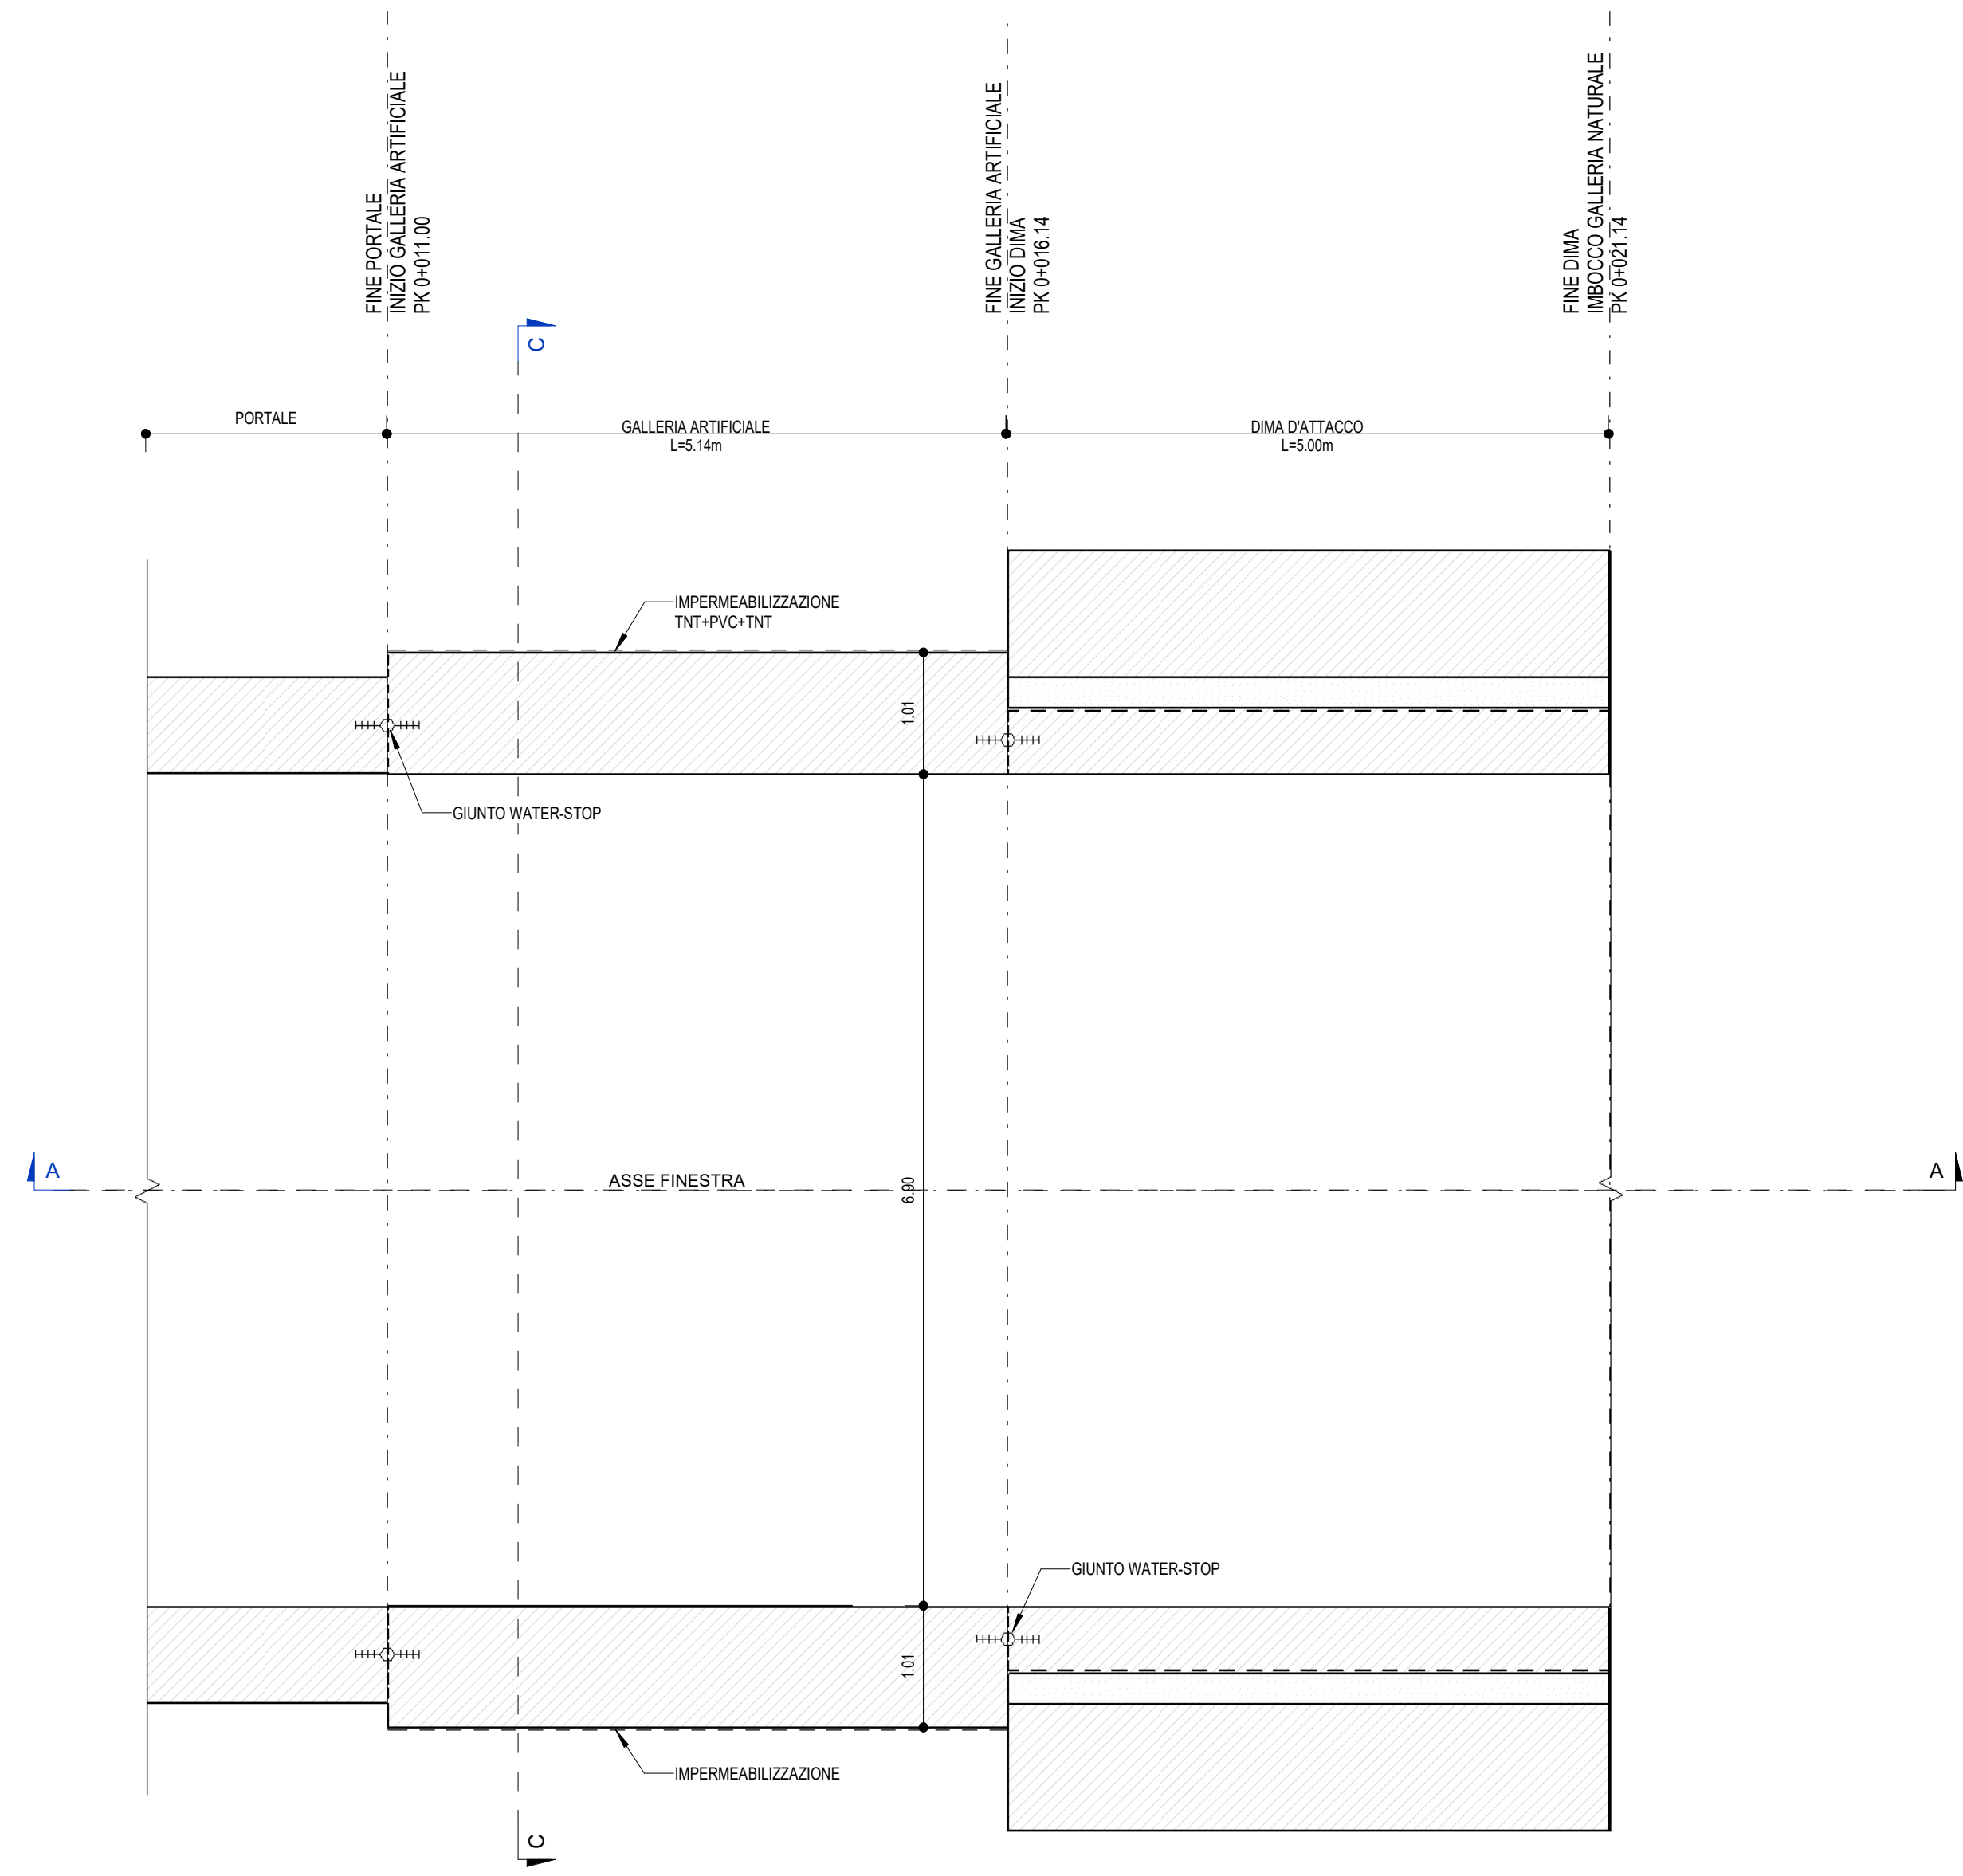 FINE PORTALE
INIZIO GALLERIA ARTIFICIALE
PK 0+011.00
FINE GALLERIA ARTIFICIALE
INIZIO DIMA
PK 0+016.14
FINE DIMA
IMBOCCO GALLERIA NATURALE
PK 0+021.14
C
PORTALE
GALLERIA ARTIFICIALE
L=5.14m
DIMA D'ATTACCO
L=5.00m
IMPERMEABILIZZAZIONE
TNT+PVC+TNT
1.01
GIUNTO WATER-STOP
A
ASSE FINESTRA
6.90
A
GIUNTO WATER-STOP
1.01
IMPERMEABILIZZAZIONE
C